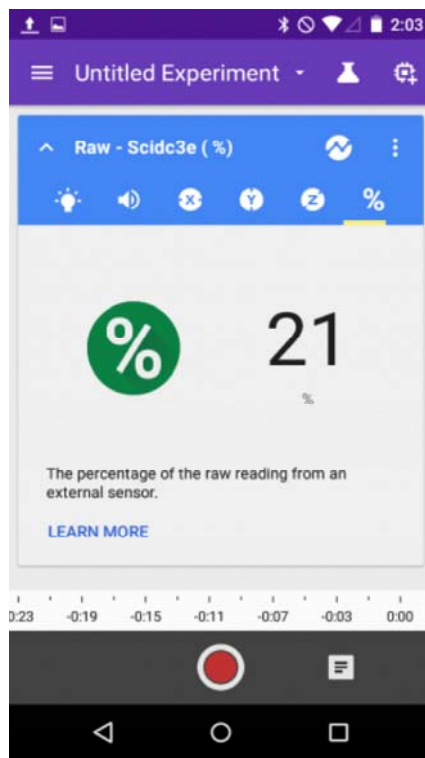 2:03
Untitled Experiment
Raw - Scidc3e ( %)
X Y Z %
% 21
%
The percentage of the raw reading from an
external sensor.
LEARN MORE
0:23 -0:19 -0:15 -0:11 -0:07 -0:03 0:00